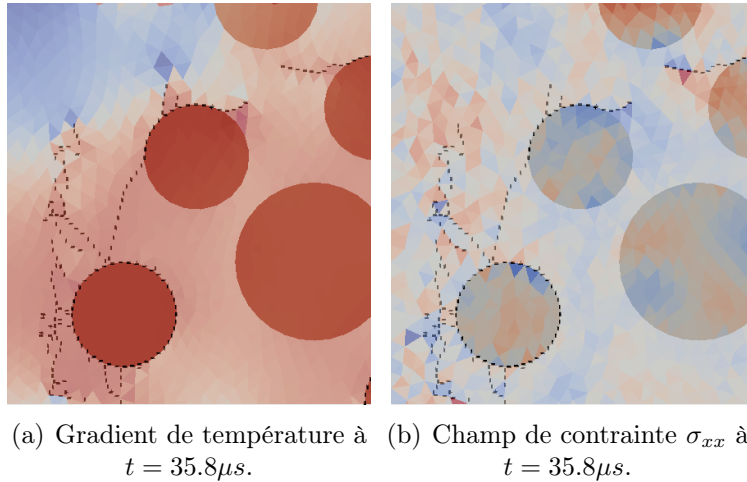 (a) Gradient de température à
t = 35.8μs.
(b) Champ de contrainte σxx à
t = 35.8μs.